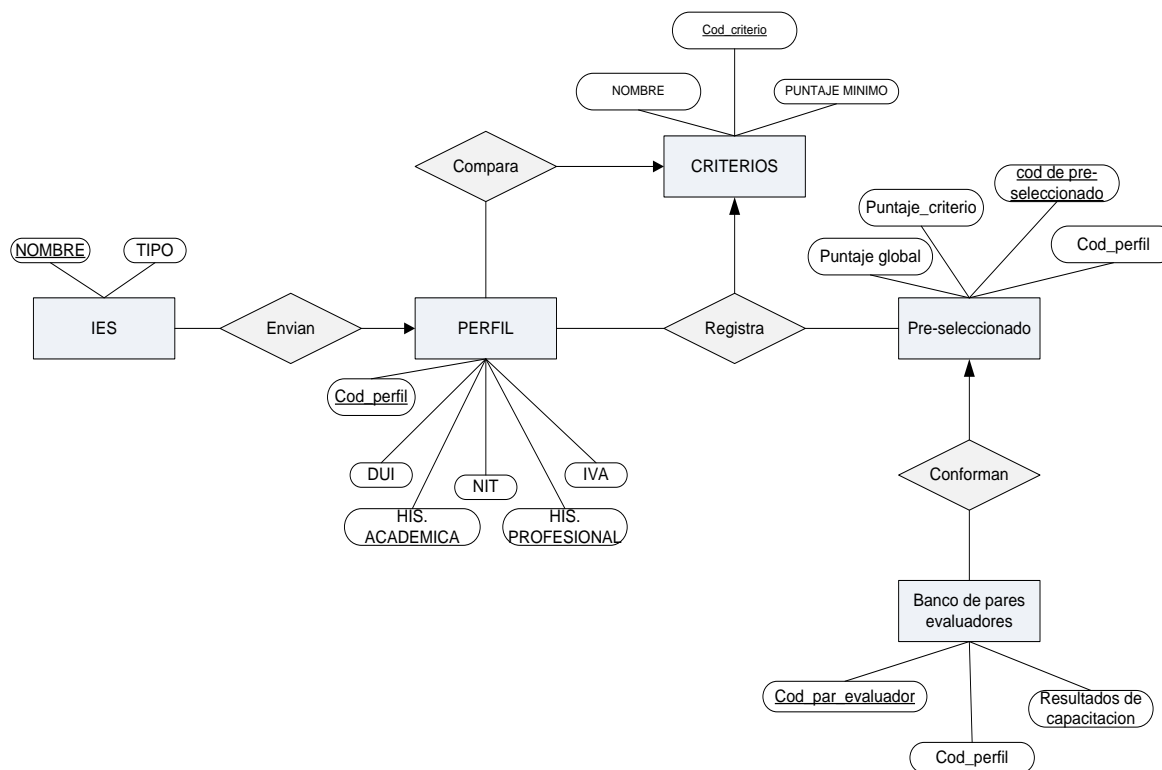 Cod_criterio
NOMBRE
PUNTAJE MINIMO
Compara
CRITERIOS
cod de pre-
seleccionado
Puntaje_criterio
Cod_perfil
Puntaje global
NOMBRE
TIPO
IES
Envian
PERFIL
Registra
Pre-seleccionado
Cod_perfil
DUI
NIT
IVA
HIS.
ACADEMICA
HIS.
PROFESIONAL
Conforman
Banco de pares
evaluadores
Cod_par_evaluador
Resultados de
capacitacion
Cod_perfil